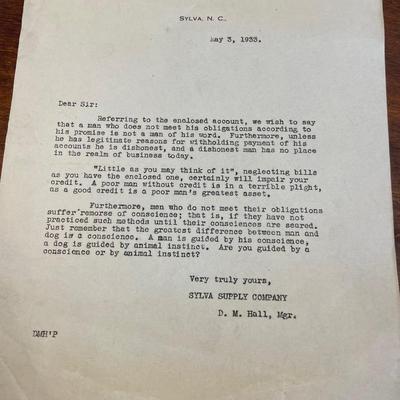 SYLVA, N. C.,
May 3, 1933.
Dear Sir:
Referring to the enclosed account, we wish to say
that a man who does not meet his obligations according to
his promise is not a man of his word. Furthermore, unless
he has legitimate reasons for withholding payment of his
accounts he is dishonest, and a dishonest man has no place
in the realm of business today.
"Little as you may think of it", neglecting bills
as you have the enclosed one, certainly will impair your
credit. A poor man without credit is in a terrible plight,
as a good credit is a poor man's greatest asset.
Furthermore, men who do not meet their obligations
suffer remorse of conscience; that is, if they have not
practiced such methods until their consciences are seared.
Just remember that the greatest difference between man and
dog is a conscience. A man is guided by his conscience,
a dog is guided by animal instinct. Are you guided by a
conscience or by animal instinct?
Very truly yours,
SYLVA SUPPLY COMPANY
D. M. Hall, Mgr.
DMH'P